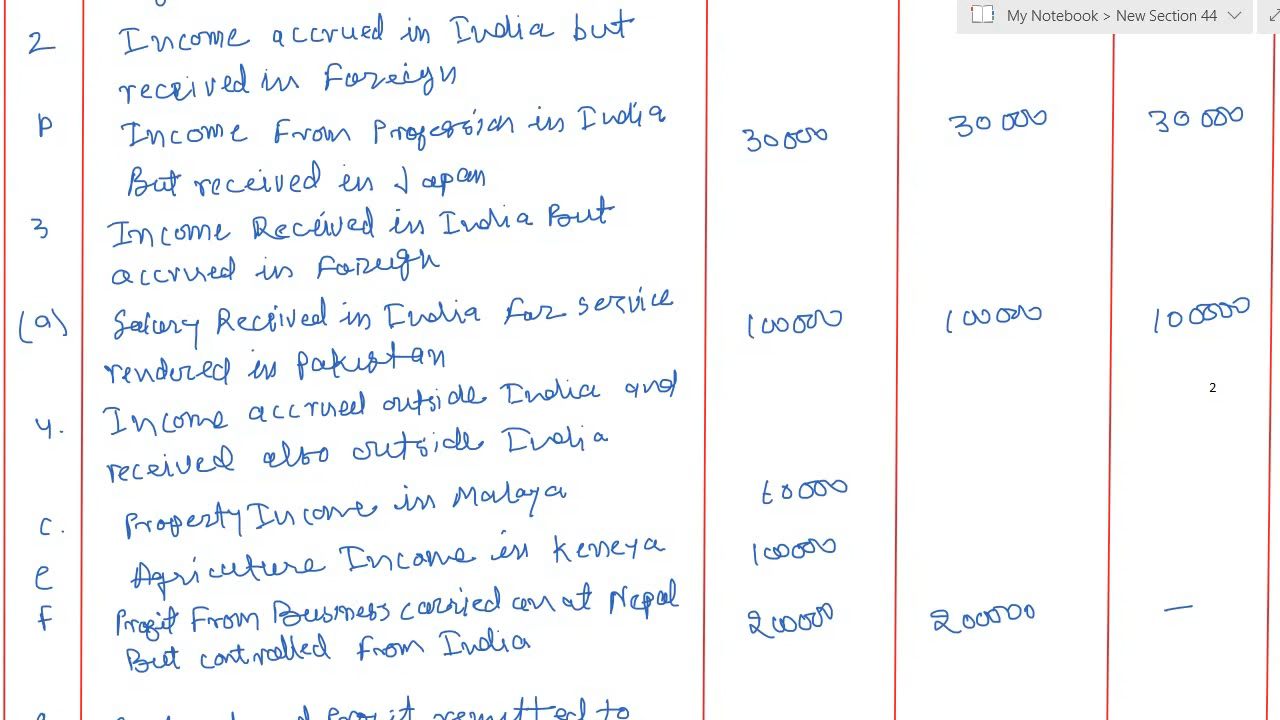 My Notebook > New Section 44
2 Income accrued in India but
received in Foreign
P Income From Profession in India 30000 30000 30000
But received in Japan
3 Income Received in India But
accrued in Foreign
(a) Salary Received in India For service 100000 100000 100000
rendered in Pakistan
2
4. Income accrued outside India and
received also outside India
C. Property Income in Malaya 60000
e Agriculture Income in Keneya 100000
f Profit From Business carried on at Nepal 200000 200000 —
But controlled From India
remitted to